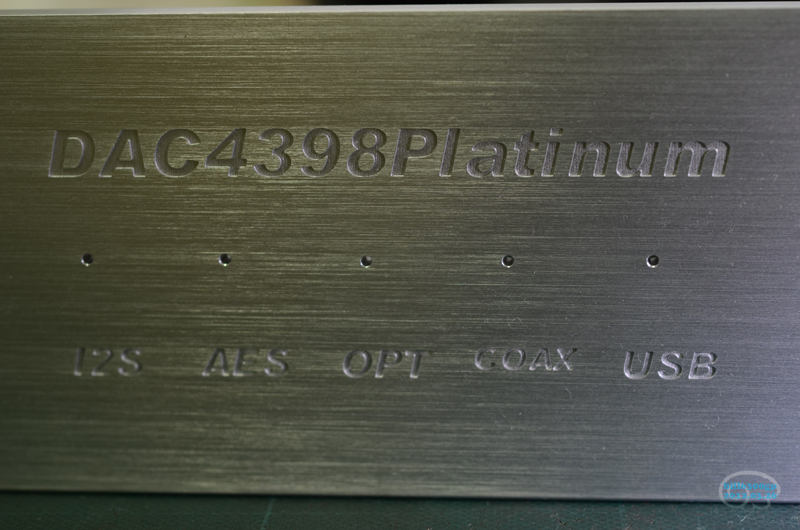 DAC4398Platinum
I2S AES OPT COAX USB